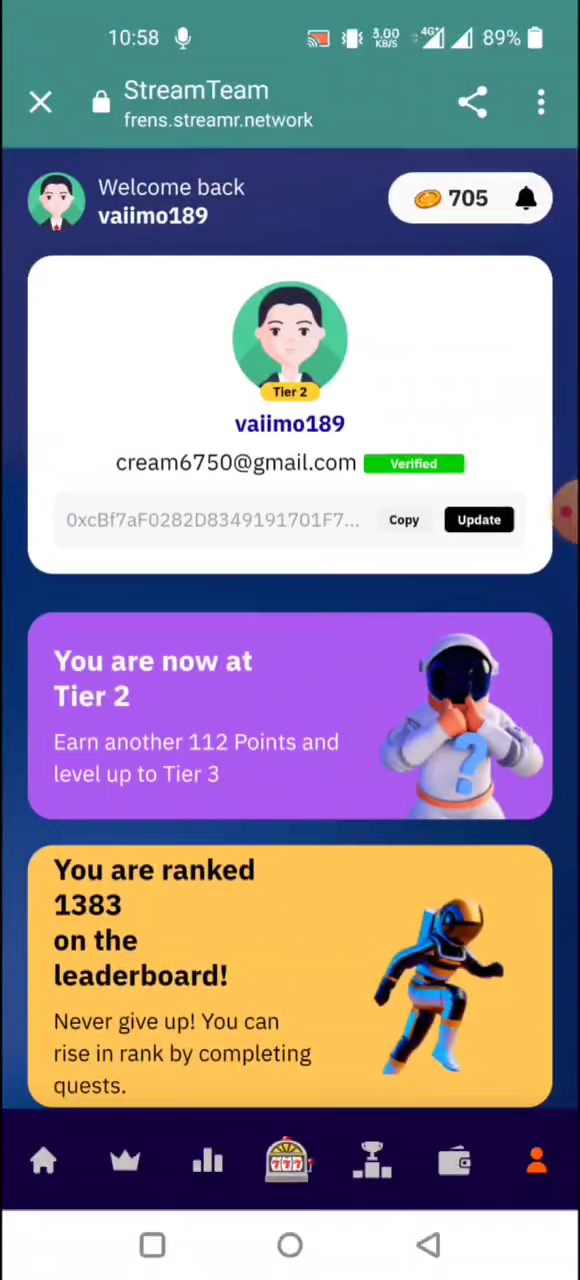 10:58
3.00
KB/S
4G+
89%
StreamTeam
frens.streamr.network
Welcome back
vaiimo189
705
Tier 2
vaiimo189
cream6750@gmail.com Verified
0xcBf7aF0282D8349191701F7... Copy Update
You are now at
Tier 2
Earn another 112 Points and
level up to Tier 3
?
You are ranked
1383
on the
leaderboard!
Never give up! You can
rise in rank by completing
quests.
777